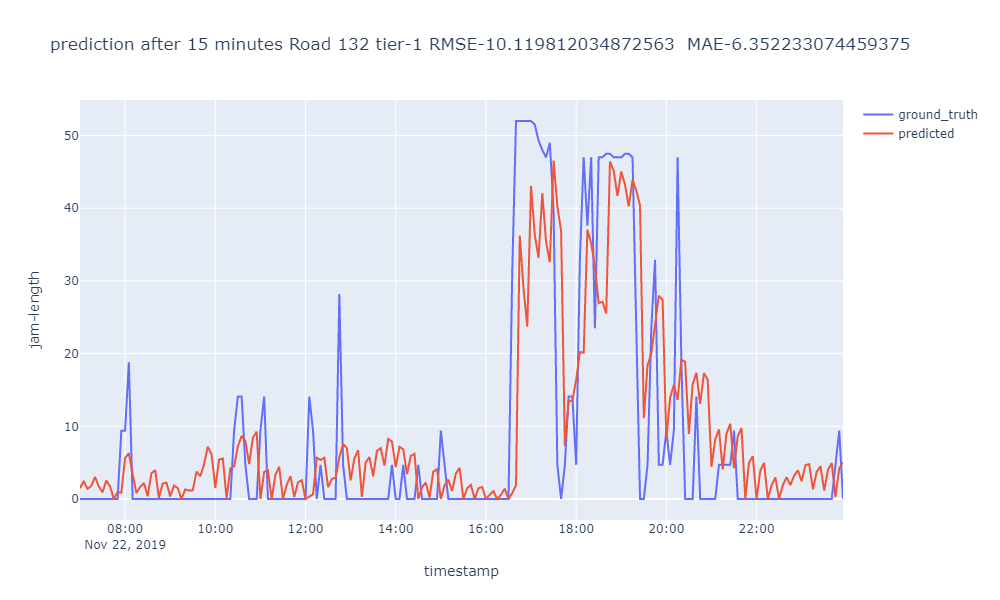 prediction after 15 minutes Road 132 tier-1 RMSE-10.119812034872563  MAE-6.352233074459375
ground_truth
predicted
50
40
30
20
10
0
jam-length
08:00 10:00 12:00 14:00 16:00 18:00 20:00 22:00
Nov 22, 2019
timestamp